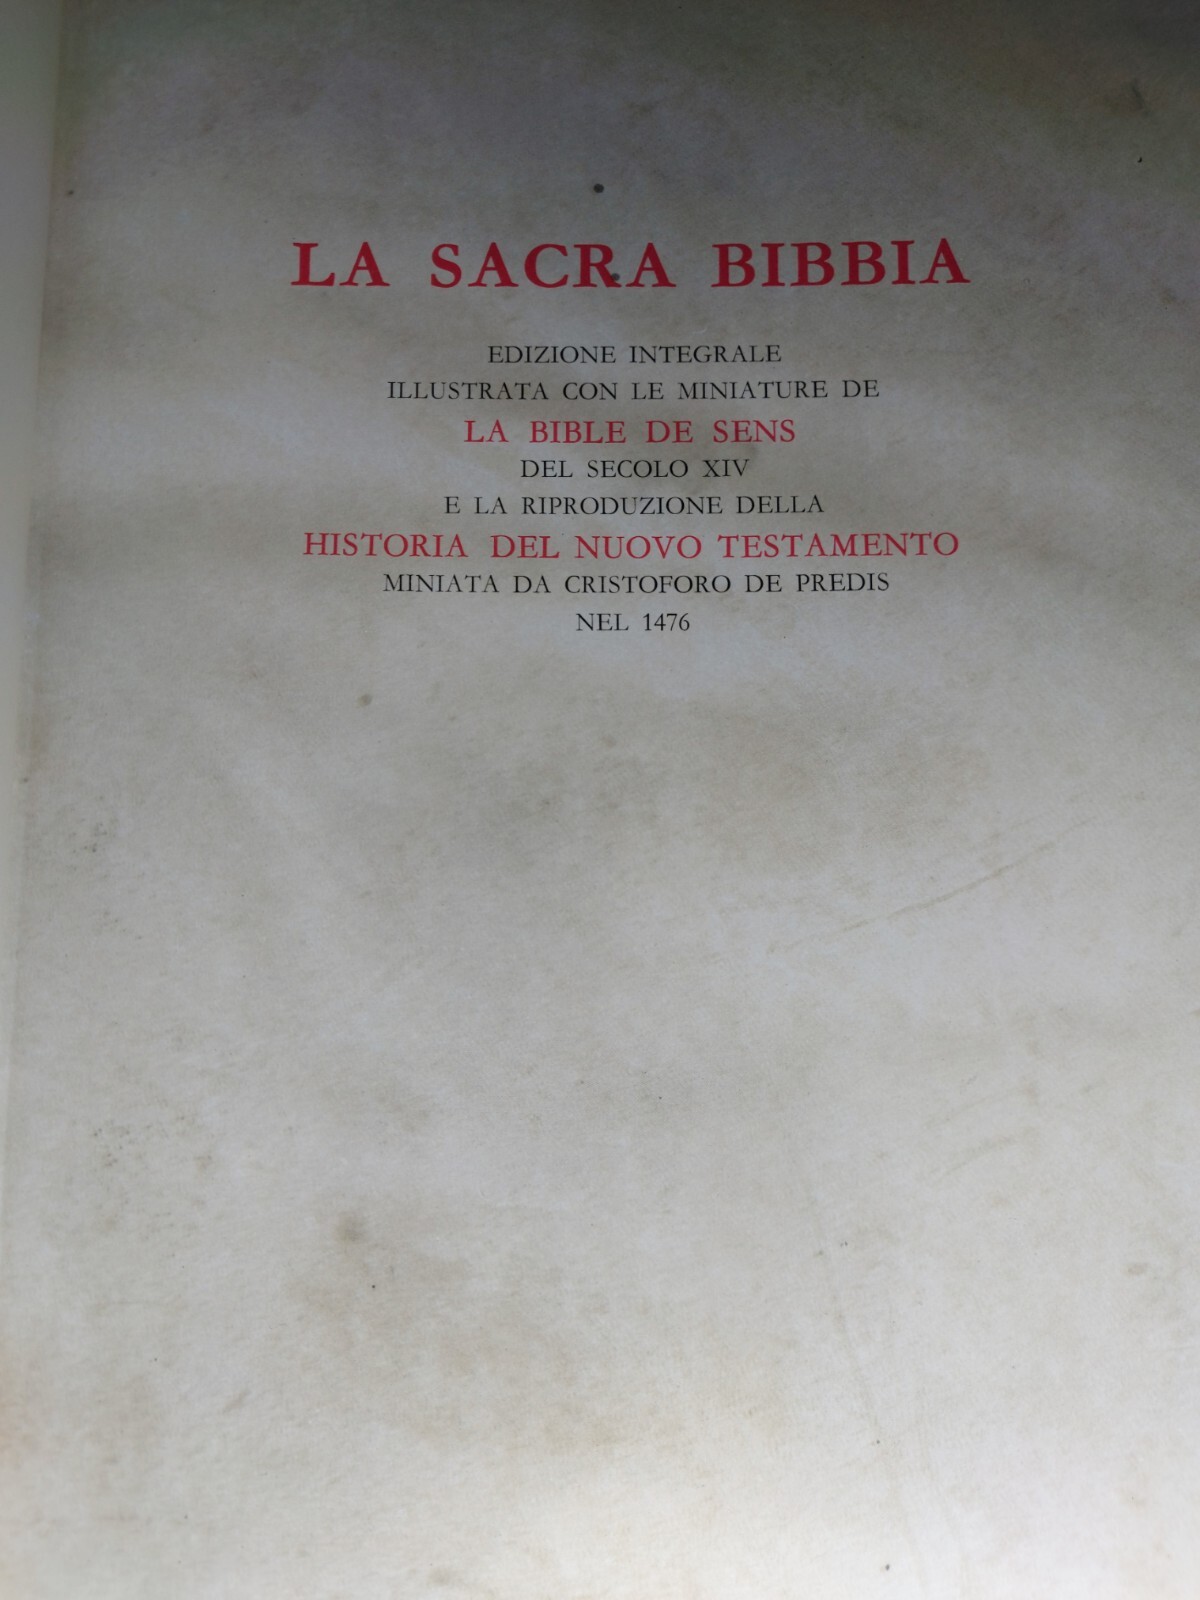 LA SACRA BIBBIA
EDIZIONE INTEGRALE
ILLUSTRATA CON LE MINIATURE DE
LA BIBLE DE SENS
DEL SECOLO XIV
E LA RIPRODUZIONE DELLA
HISTORIA DEL NUOVO TESTAMENTO
MINIATA DA CRISTOFORO DE PREDIS
NEL 1476